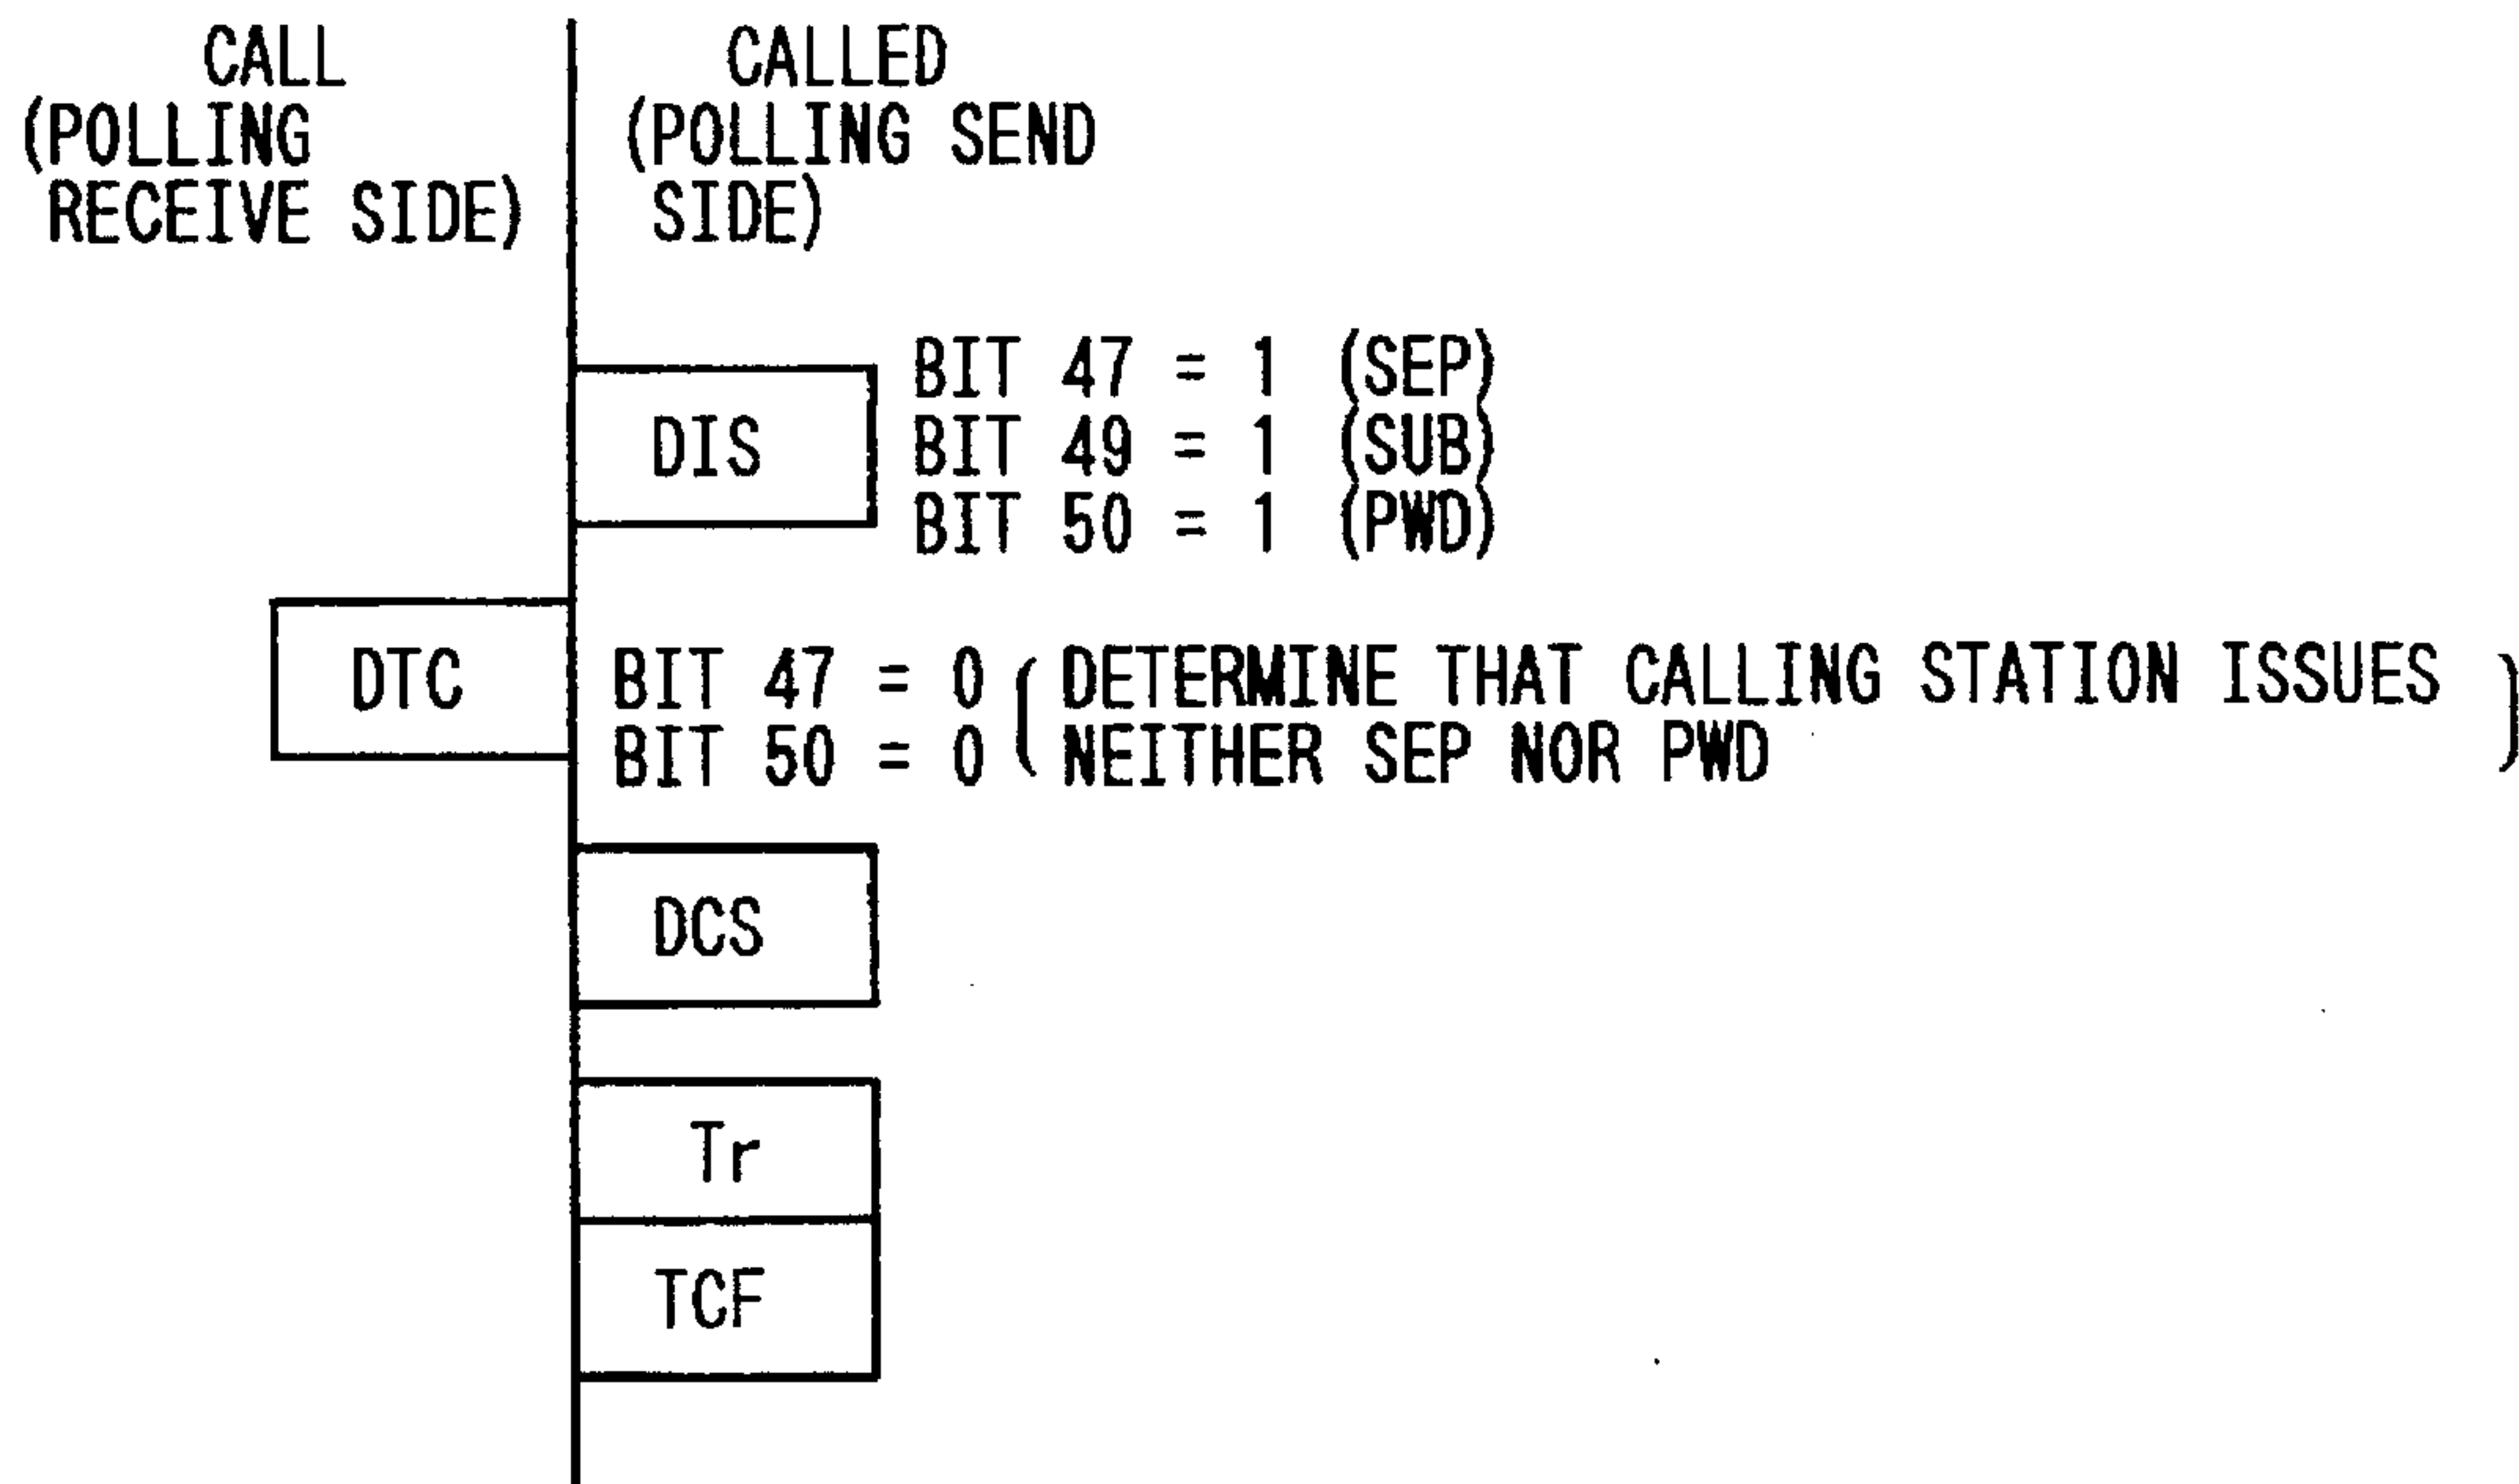 CALL
(POLLING
RECEIVE SIDE)
CALLED
(POLLING SEND
SIDE)
DIS
BIT 47 = 1 (SEP)
BIT 49 = 1 (SUB)
BIT 50 = 1 (PWD)
DTC
BIT 47 = 0 (DETERMINE THAT CALLING STATION ISSUES
BIT 50 = 0 NEITHER SEP NOR PWD)
DCS
Tr
TCF